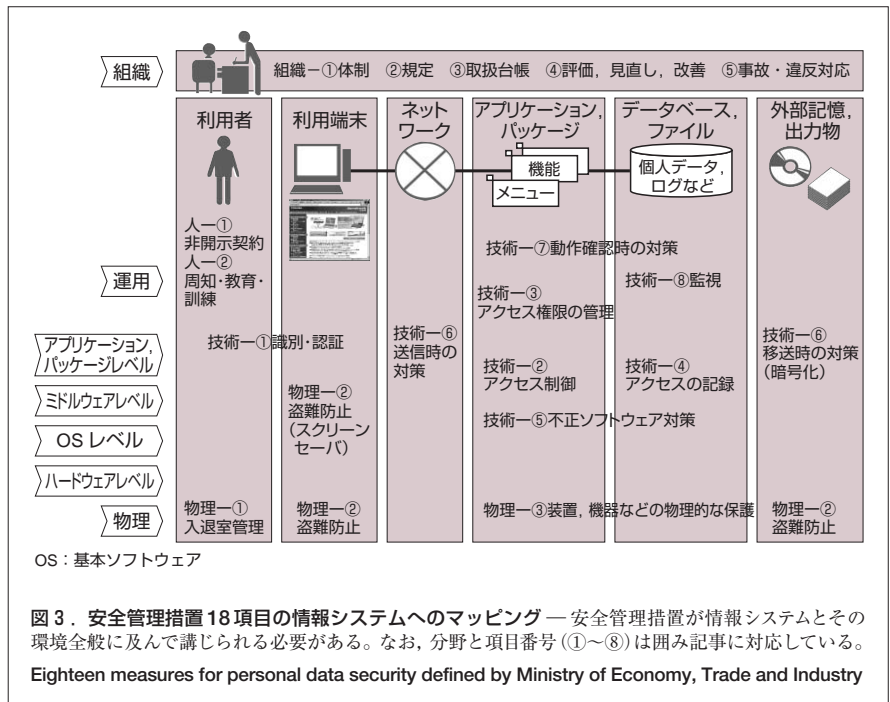 組織
組織－①体制　②規定　③取扱台帳　④評価，見直し，改善　⑤事故・違反対応
利用者
利用端末
ネット
ワーク
アプリケーション，
パッケージ
データベース，
ファイル
外部記憶，
出力物
機能
メニュー
個人データ，
ログなど
運用
人－①
非開示契約
人－②
周知・教育・
訓練
技術－⑦動作確認時の対策
技術－③
アクセス権限の管理
技術－⑧監視
アプリケーション，
パッケージレベル
技術－①識別・認証
技術－⑥
送信時の
対策
技術－②
アクセス制御
技術－④
アクセスの記録
技術－⑥
移送時の対策
（暗号化）
ミドルウェアレベル
物理－②
盗難防止
（スクリーン
セーバ）
OS レベル
技術－⑤不正ソフトウェア対策
ハードウェアレベル
物理
物理－①
入退室管理
物理－②
盗難防止
物理－③装置，機器などの物理的な保護
物理－②
盗難防止
OS：基本ソフトウェア
図３．安全管理措置 18 項目の情報システムへのマッピング — 安全管理措置が情報システムとその
環境全般に及んで講じられる必要がある。なお，分野と項目番号（①～⑧）は囲み記事に対応している。
Eighteen measures for personal data security defined by Ministry of Economy, Trade and Industry